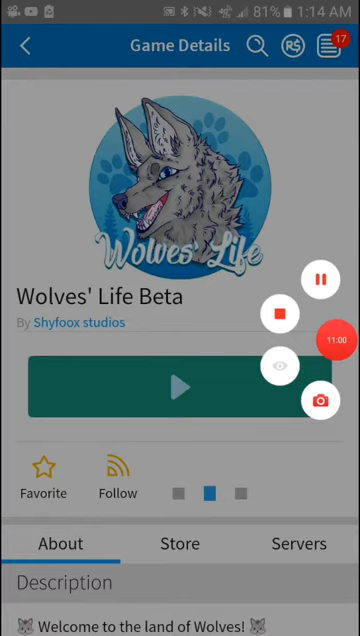 81% 1:14 AM
Game Details
R$
17
Wolves' Life
Wolves' Life Beta
By Shyfoox studios
11:00
Favorite
Follow
About
Store
Servers
Description
🐺 Welcome to the land of Wolves! 🐺